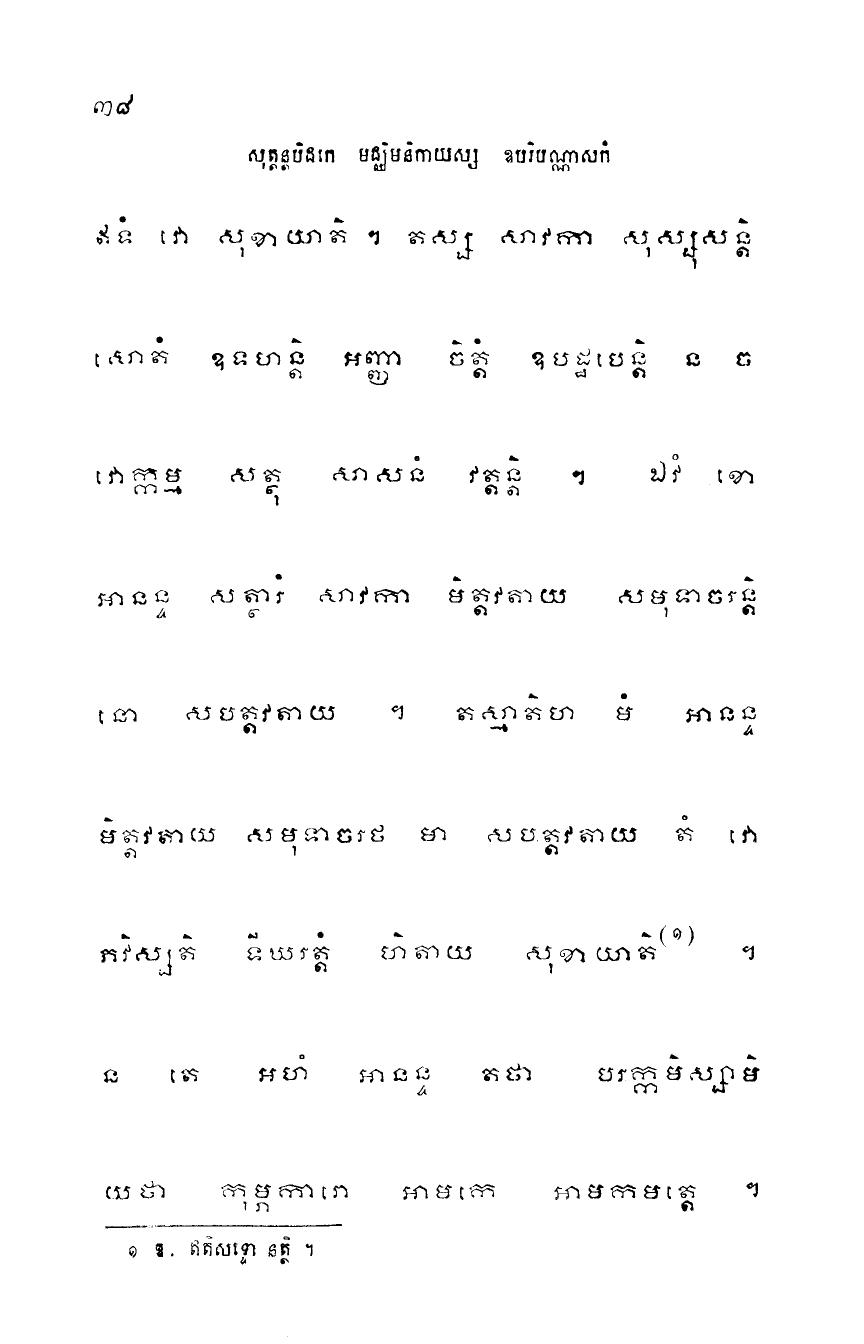 ៣៨
សុត្តន្តបិដកេ មជ្ឈិមនិកាយស្ស ឧបរិបណ្ណាសកំ
ឥទំ វោ សុខាយាតិ ។ តស្ស សាវកា សុស្សុសន្តិ
សោតំ ឱទហន្តិ អញ្ញា ចិត្តំ ឧបដ្ឋបេន្តិ ន ច
វោក្កម្ម សត្ថុ សាសនំ វត្តន្តិ ។ ឯវំ ខោ
អានន្ទ សត្ថារំ សាវកា មិត្តវតាយ សមុទាចរន្តិ
នោ សបត្តវតាយ ។ តស្មាតិហ មំ អានន្ទ
មិត្តវតាយ សមុទាចរថ មា សបត្តវតាយ តំ វោ
ភវិស្សតិ ទីឃរត្តំ ហិតាយ សុខាយាតិ(១) ។
ន តេ អហំ អានន្ទ តថា បរក្កមិស្សាមិ
យថា កុម្ភការោ អាមកេ អាមកមត្តេ ។
១ ឱ. ឥតិសទ្ទោ នត្ថិ ។